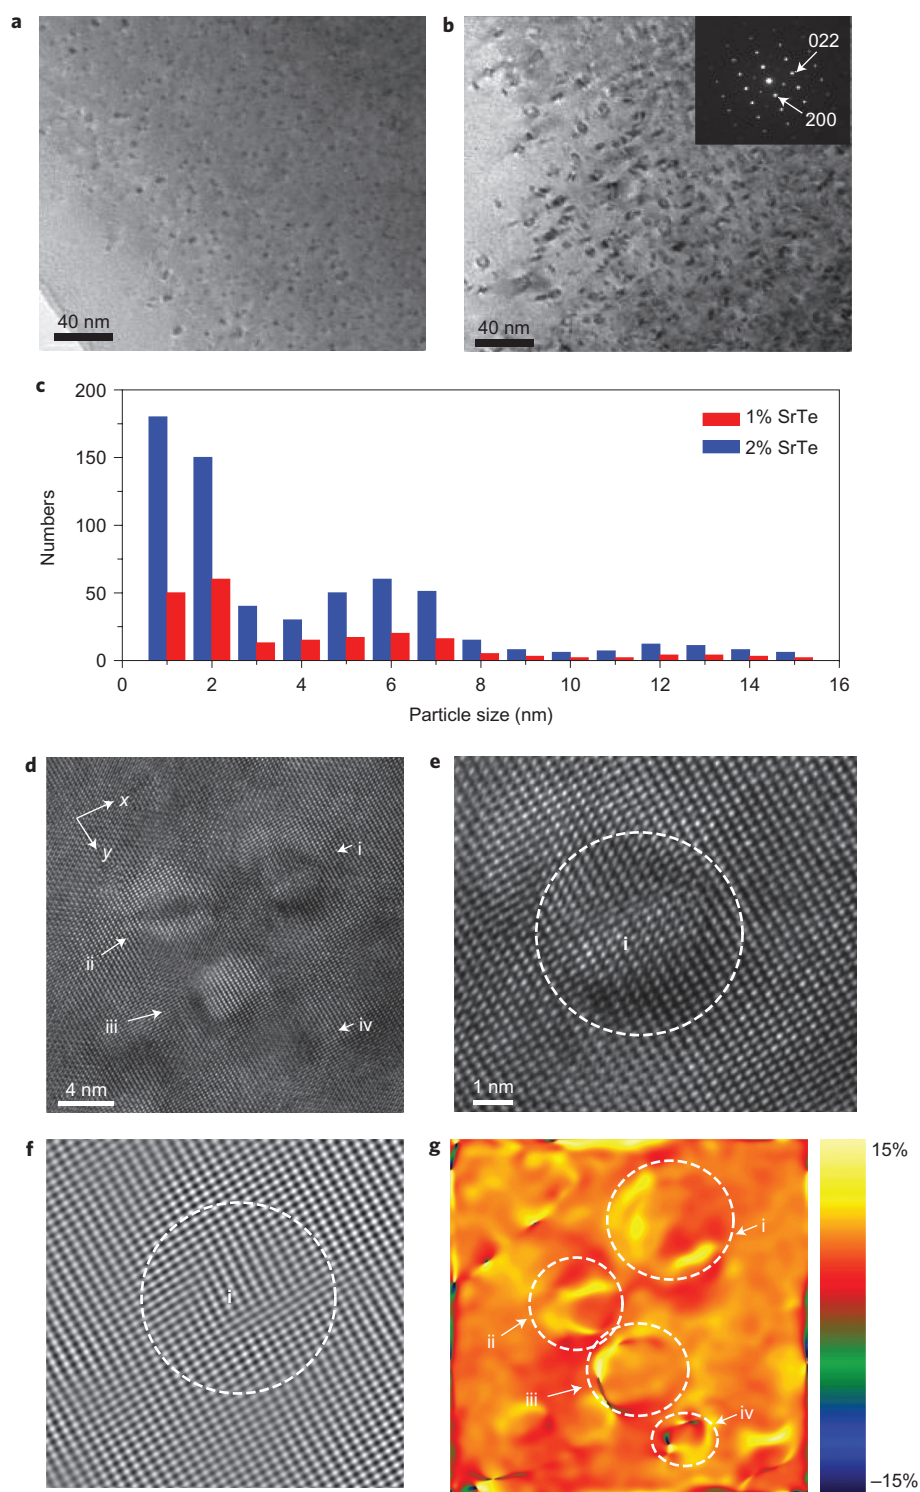 a
40 nm
b
022
200
40 nm
c
200
150
100
50
0
Numbers
1% SrTe
2% SrTe
0 2 4 6 8 10 12 14 16
Particle size (nm)
d
x
y
i
ii
iii
iv
4 nm
e
i
1 nm
f
i
g
i
ii
iii
iv
15%
–15%